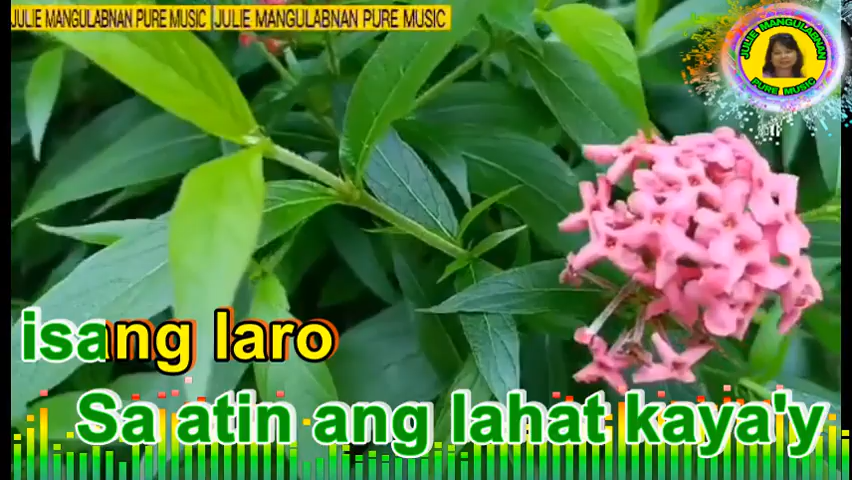 JULIE MANGULABNAN PURE MUSIC JULIE MANGULABNAN PURE MUSIC
JULIE MANGULABNAN
PURE MUSIC
isang laro
Sa atin ang lahat kaya'y